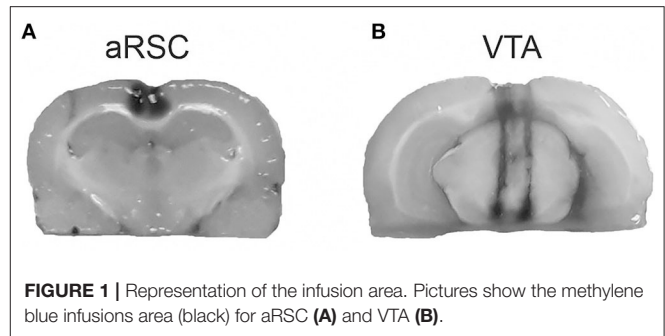 A
aRSC
B
VTA
FIGURE 1 | Representation of the infusion area. Pictures show the methylene
blue infusions area (black) for aRSC (A) and VTA (B).